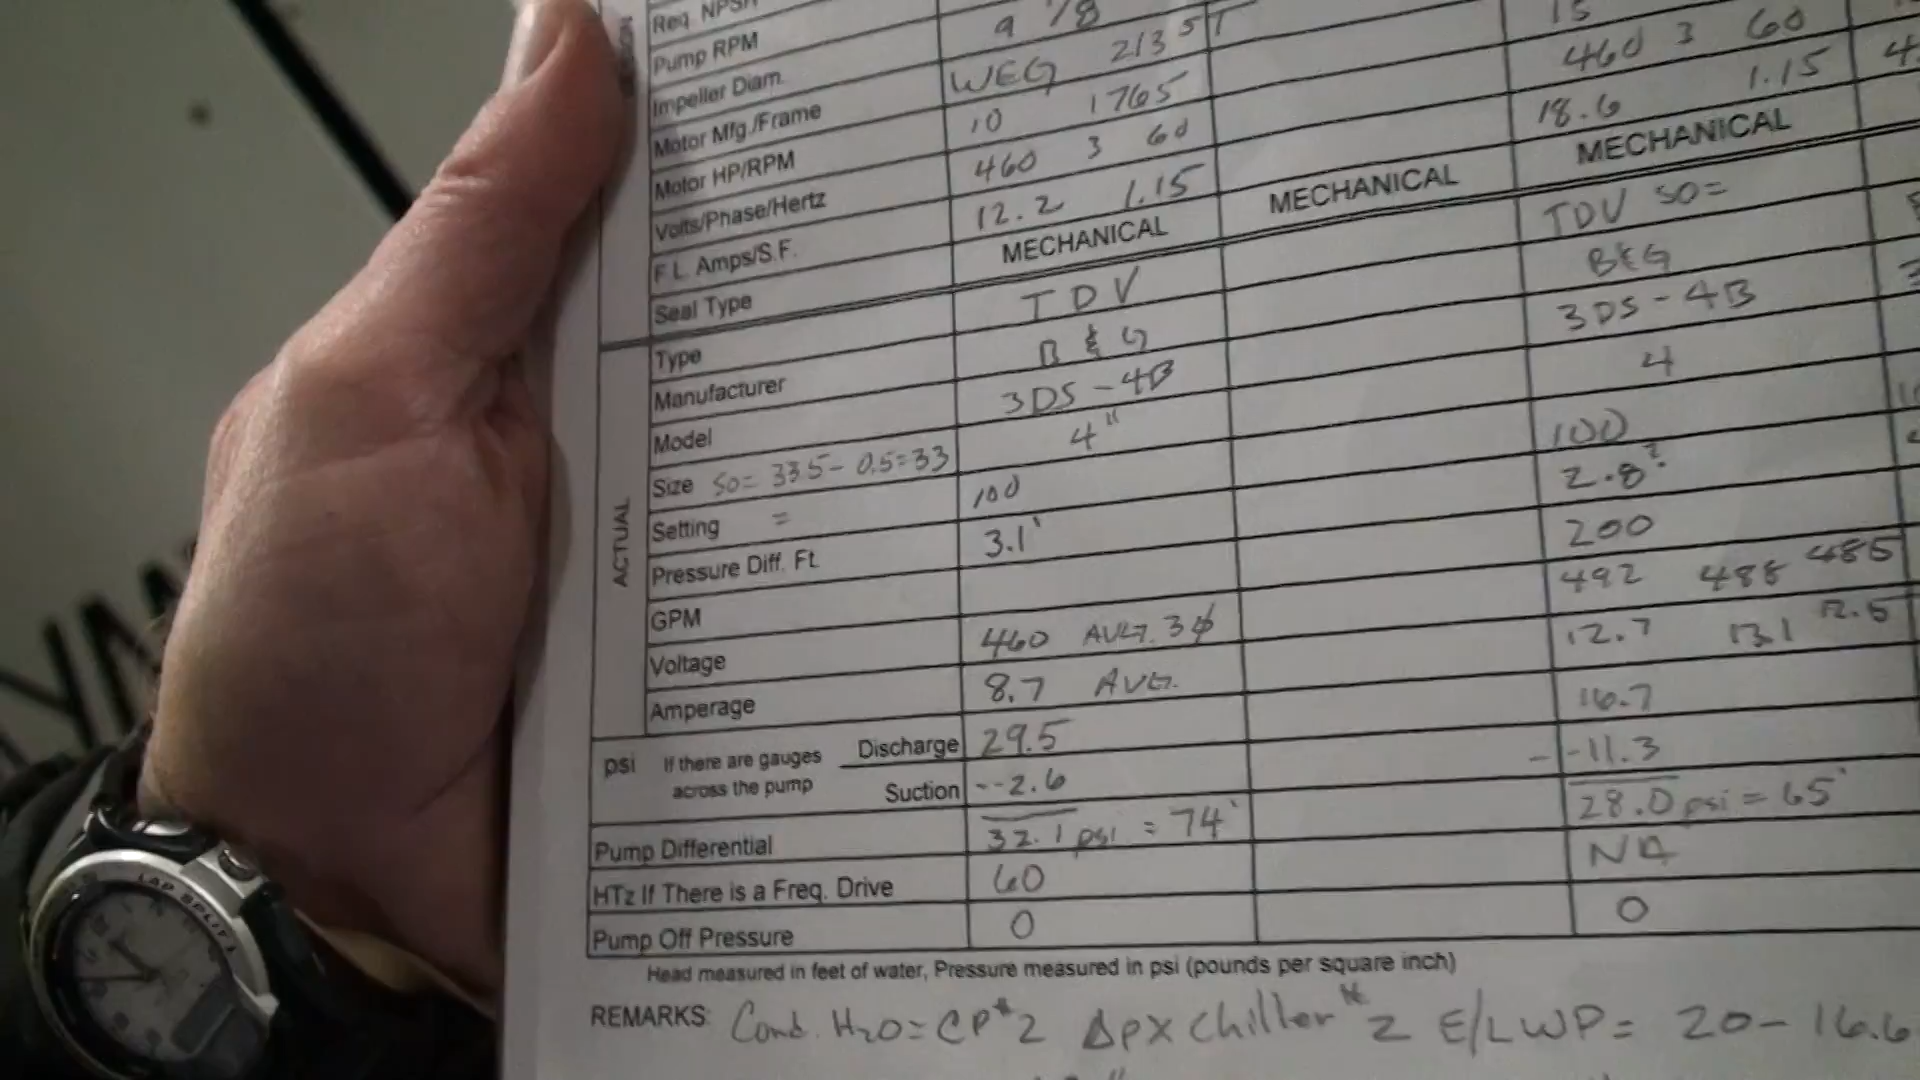 Req. NPSH
Pump RPM 15
Impeller Diam. 9 7/8 460 3 60
Motor Mfg./Frame WEG 213 5T 18.6 1.15
Motor HP/RPM 10 1765
Volts/Phase/Hertz 460 3 60
F.L. Amps/S.F. 12.2 1.15
Seal Type MECHANICAL MECHANICAL MECHANICAL
ACTUAL
Type TDV TDV SO=
Manufacturer B & G B&G
Model 3DS-4B 3DS-4B
Size SO= 33.5- 0.5=33 4" 4
Setting = 100 100
Pressure Diff. Ft. 3.1' 2.8'
GPM 200
Voltage 460 AVG. 3ϕ 492 488 485
Amperage 8.7 AVG. 12.7 13.1 12.5
psi If there are gauges across the pump Discharge 29.5 16.7
Suction --2.6 - -11.3
Pump Differential 32.1 psi = 74' 28.0 psi = 65'
HTz If There is a Freq. Drive 60 NA
Pump Off Pressure 0 0
Head measured in feet of water, Pressure measured in psi (pounds per square inch)
REMARKS: Cond. H2O = CP#2 ΔP X chiller #2 E/LWP = 20 - 16.6
LAP SPLIT